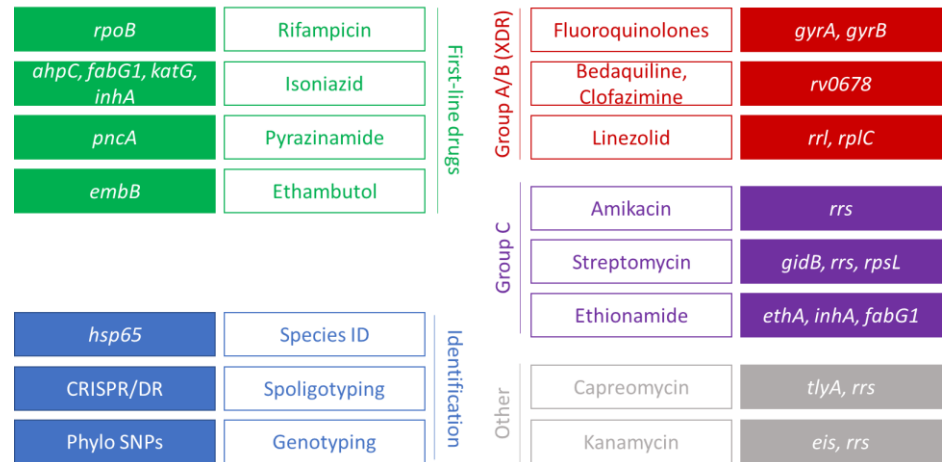 rpoB
Rifampicin
ahpC, fabG1, katG,
inhA
Isoniazid
pncA
Pyrazinamide
embB
Ethambutol
First-line drugs
Group A/B (XDR)
Fluoroquinolones
gyrA, gyrB
Bedaquiline,
Clofazimine
rv0678
Linezolid
rrl, rplC
Group C
Amikacin
rrs
Streptomycin
gidB, rrs, rpsL
Ethionamide
ethA, inhA, fabG1
hsp65
Species ID
CRISPR/DR
Spoligotyping
Phylo SNPs
Genotyping
Identification
Other
Capreomycin
tlyA, rrs
Kanamycin
eis, rrs